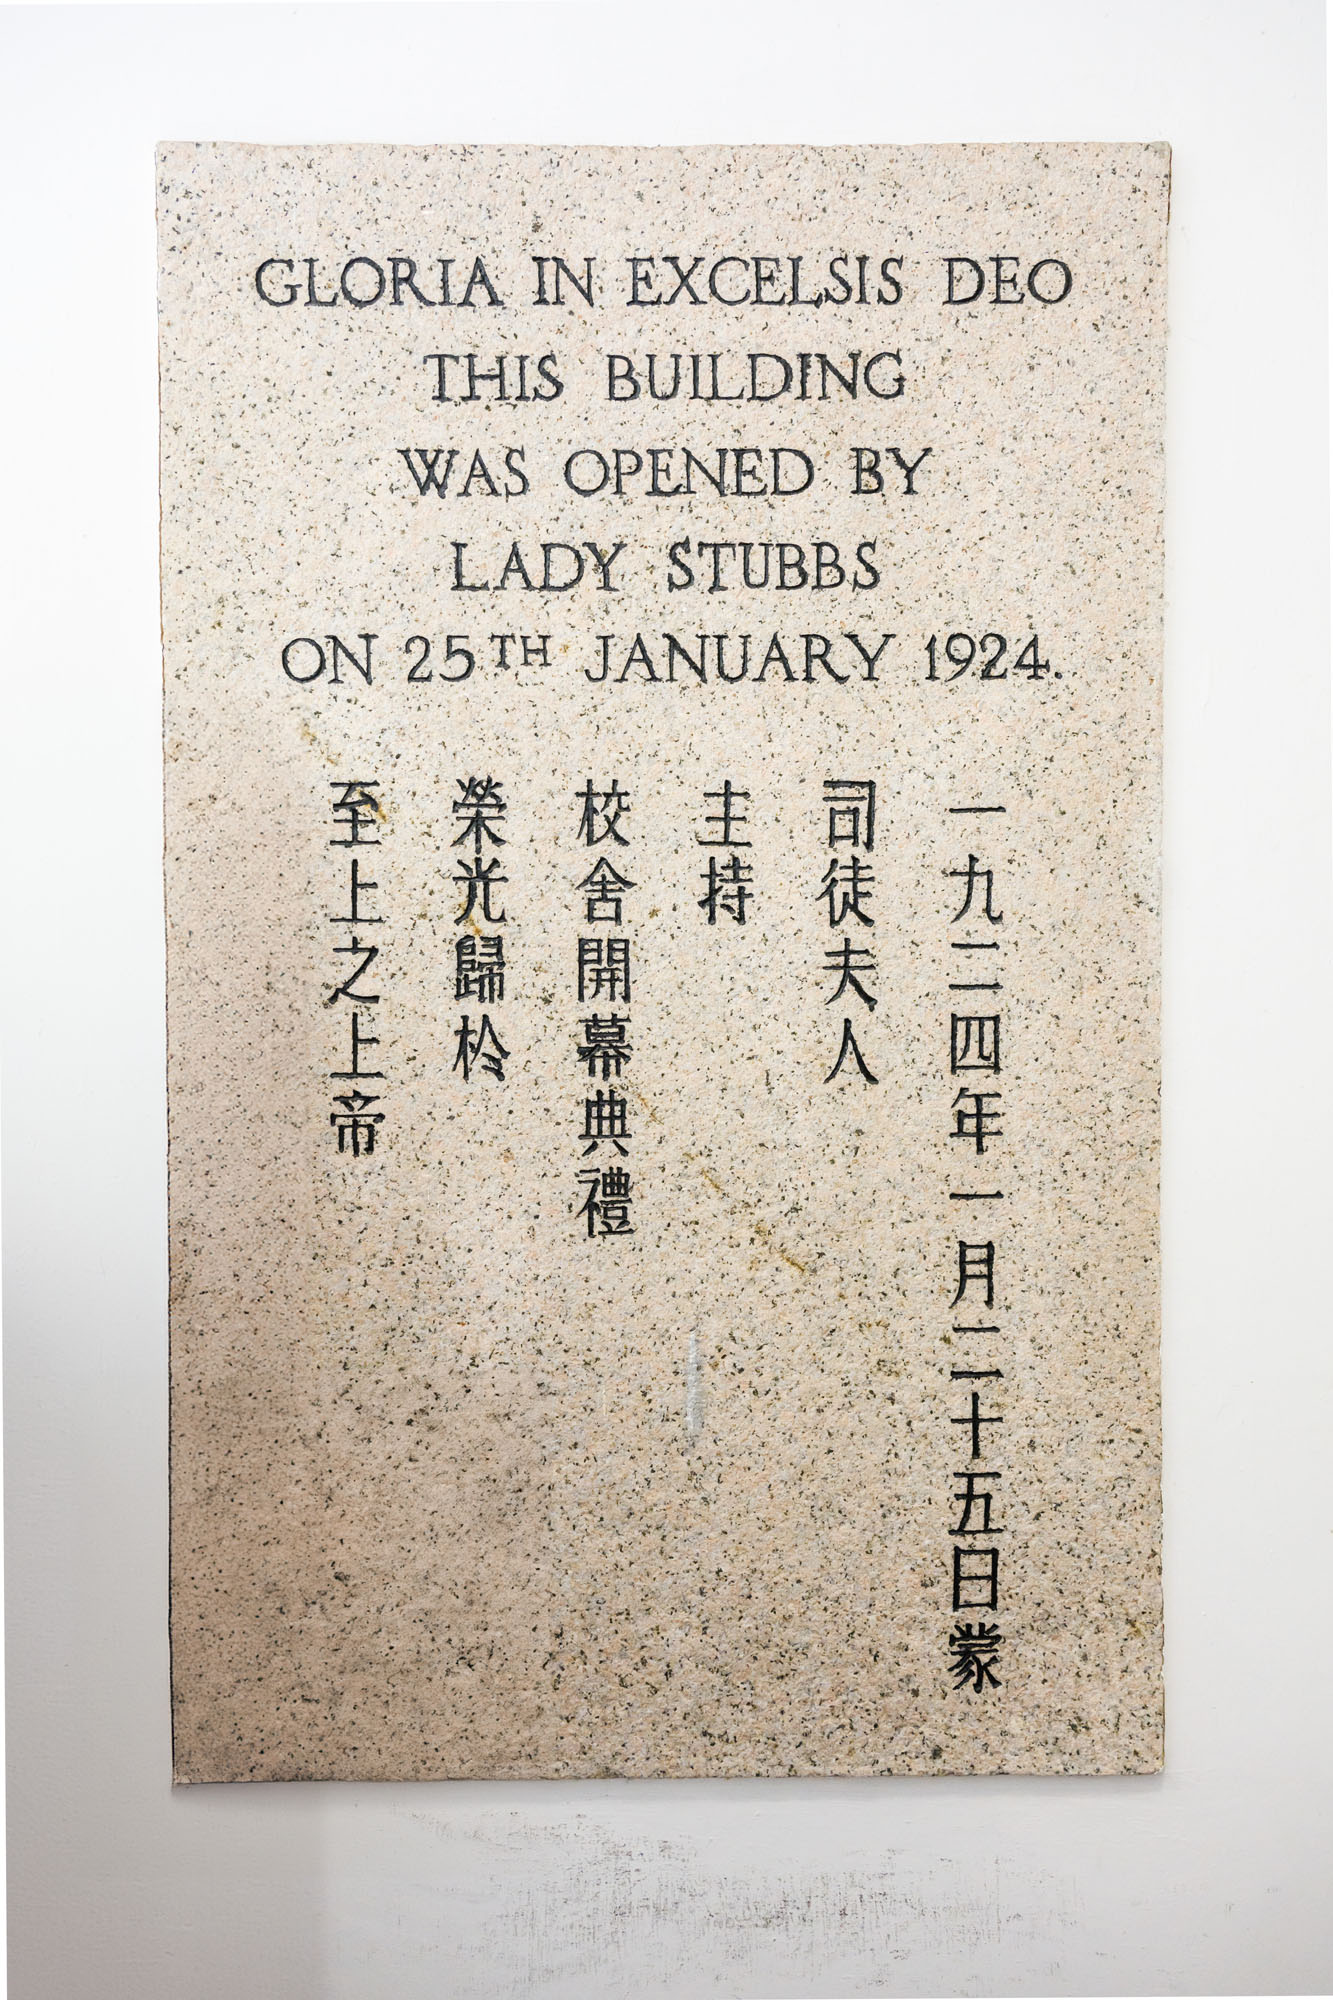 GLORIA IN EXCELSIS DEO
THIS BUILDING
WAS OPENED BY
LADY STUBBS
ON 25TH JANUARY 1924.
一九二四年一月二十五日蒙
司徒夫人
主持
校舍開幕典禮
榮光歸柃
至上之上帝